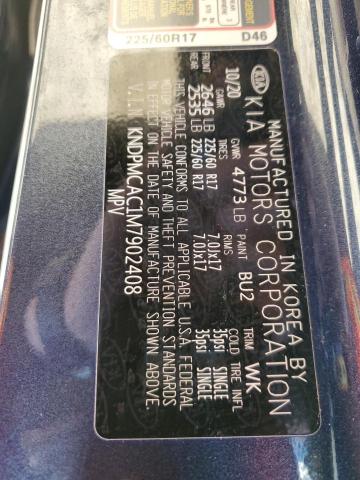 225/60R17 D46
KIA
MANUFACTURED IN KOREA BY
KIA MOTORS CORPORATION
10/20 GVWR 4773 LB PAINT BU2 TRIM WK
GAWR TIRES RIMS COLD TIRE INFL
FRONT 2646 LB 225/60 R17 7.0Jx17 35psi SINGLE
REAR 2535 LB 225/60 R17 7.0Jx17 35psi SINGLE
THIS VEHICLE CONFORMS TO ALL APPLICABLE U.S.A. FEDERAL
MOTOR VEHICLE SAFETY AND THEFT PREVENTION STANDARDS
IN EFFECT ON THE DATE OF MANUFACTURE SHOWN ABOVE.
V.I.N KNDPMCAC1M7902408
MPV